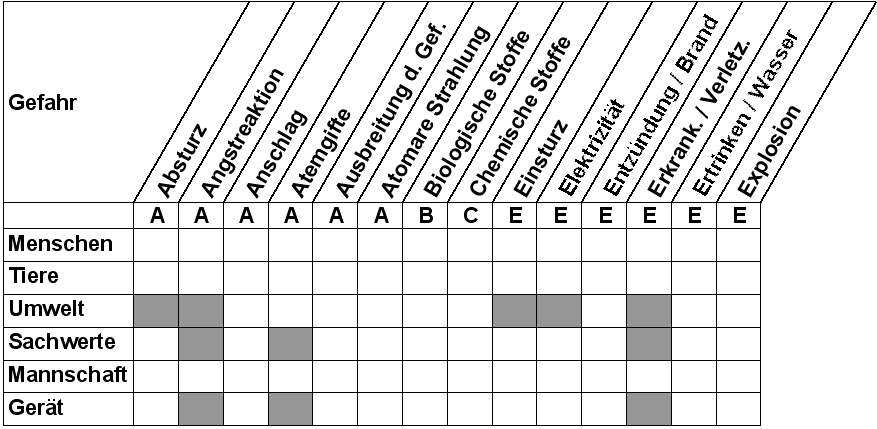 Gefahr
Absturz
Angstreaktion
Anschlag
Atemgifte
Ausbreitung d. Gef.
Atomare Strahlung
Biologische Stoffe
Chemische Stoffe
Einsturz
Elektrizität
Entzündung / Brand
Erkrank. / Verletz.
Ertrinken / Wasser
Explosion
A A A A A A B C E E E E E E
Menschen
Tiere
Umwelt
Sachwerte
Mannschaft
Gerät